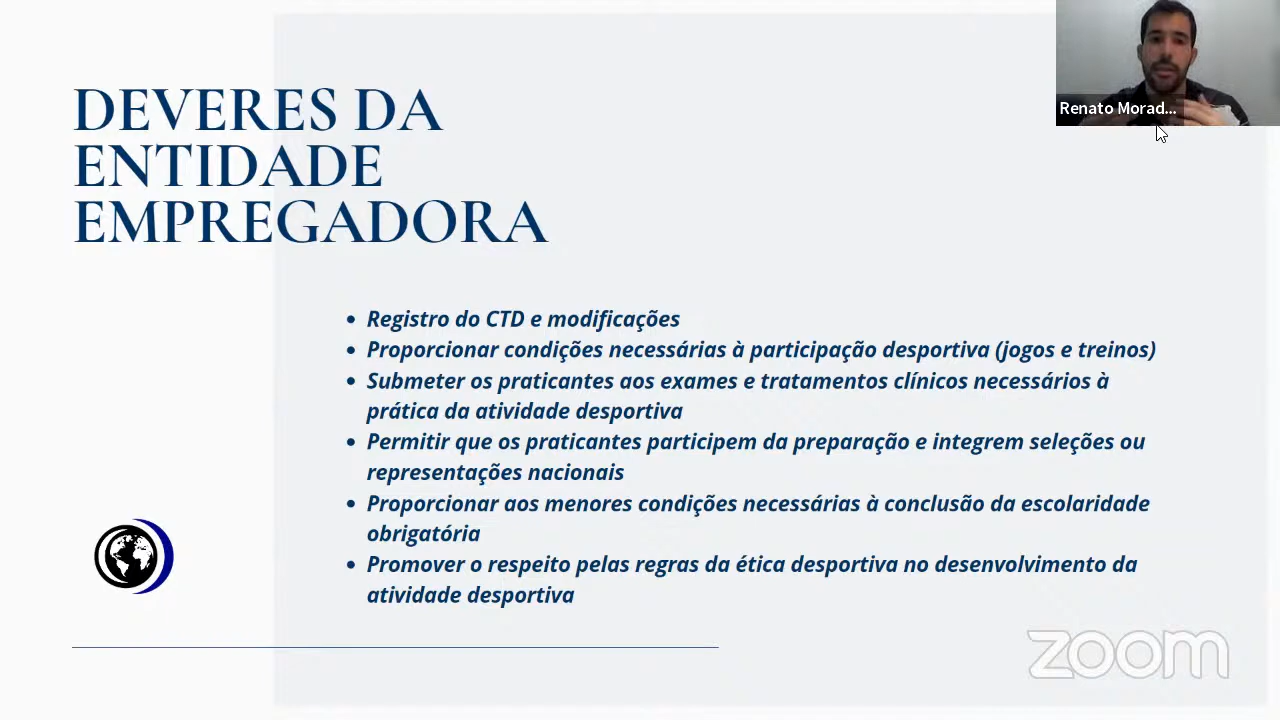 DEVERES DA
ENTIDADE
EMPREGADORA
Renato Morad...
• Registro do CTD e modificações
• Proporcionar condições necessárias à participação desportiva (jogos e treinos)
• Submeter os praticantes aos exames e tratamentos clínicos necessários à
prática da atividade desportiva
• Permitir que os praticantes participem da preparação e integrem seleções ou
representações nacionais
• Proporcionar aos menores condições necessárias à conclusão da escolaridade
obrigatória
• Promover o respeito pelas regras da ética desportiva no desenvolvimento da
atividade desportiva
zoom